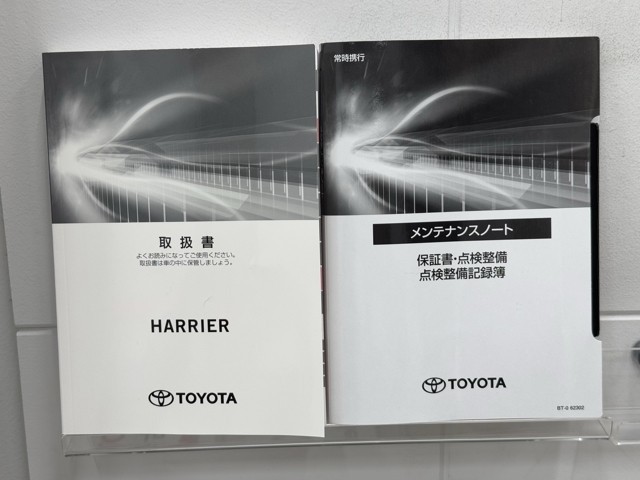 取扱書
よくお読みになってご使用ください。
取扱書は車の中に保管しましょう。
HARRIER
TOYOTA
常時携行
メンテナンスノート
保証書・点検整備
点検整備記録簿
TOYOTA
BT-0 62302